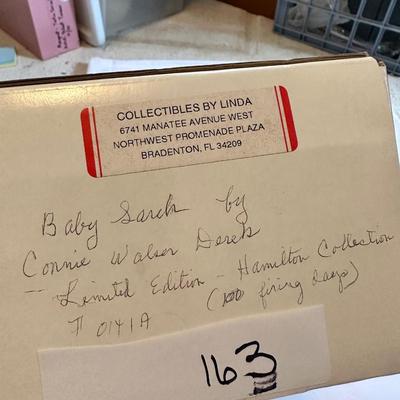 COLLECTIBLES BY LINDA
6741 MANATEE AVENUE WEST
NORTHWEST PROMENADE PLAZA
BRADENTON, FL 34209
Baby Sarah by
Connie Walser Derek
Limited Edition - Hamilton Collection
(100 firing days)
# 0141A
163